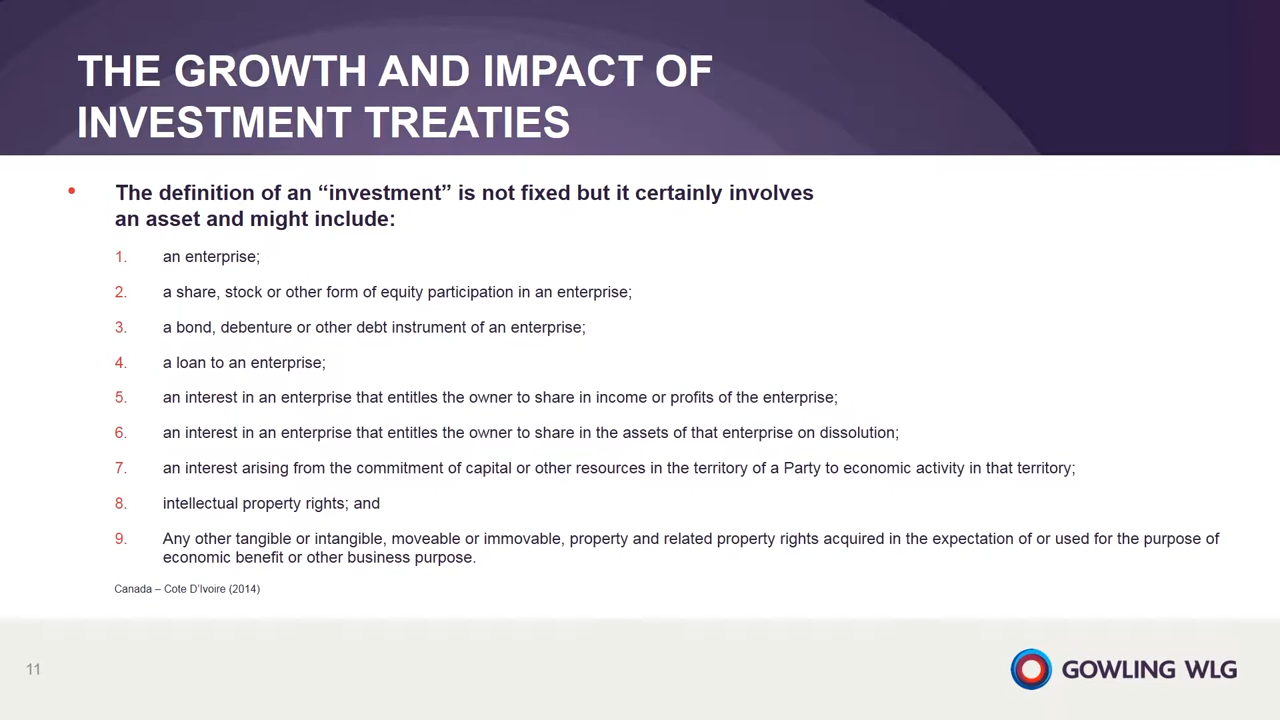 THE GROWTH AND IMPACT OF
INVESTMENT TREATIES
• The definition of an “investment” is not fixed but it certainly involves
an asset and might include:
1. an enterprise;
2. a share, stock or other form of equity participation in an enterprise;
3. a bond, debenture or other debt instrument of an enterprise;
4. a loan to an enterprise;
5. an interest in an enterprise that entitles the owner to share in income or profits of the enterprise;
6. an interest in an enterprise that entitles the owner to share in the assets of that enterprise on dissolution;
7. an interest arising from the commitment of capital or other resources in the territory of a Party to economic activity in that territory;
8. intellectual property rights; and
9. Any other tangible or intangible, moveable or immovable, property and related property rights acquired in the expectation of or used for the purpose of
economic benefit or other business purpose.
Canada – Cote D’Ivoire (2014)
11
GOWLING WLG